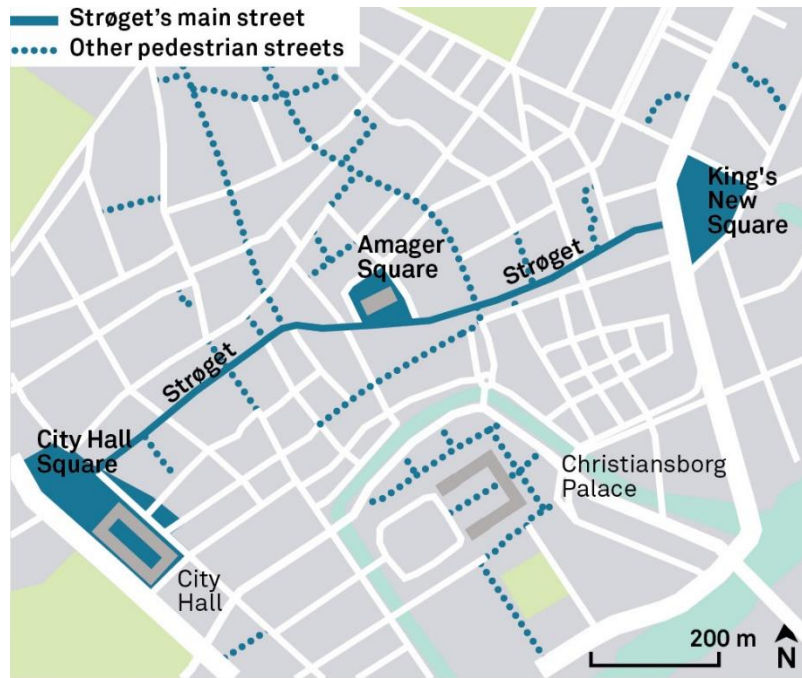 Strøget's main street
Other pedestrian streets
King's
New
Square
Amager
Square
Strøget
Strøget
City Hall
Square
Christiansborg
Palace
City
Hall
200 m
N